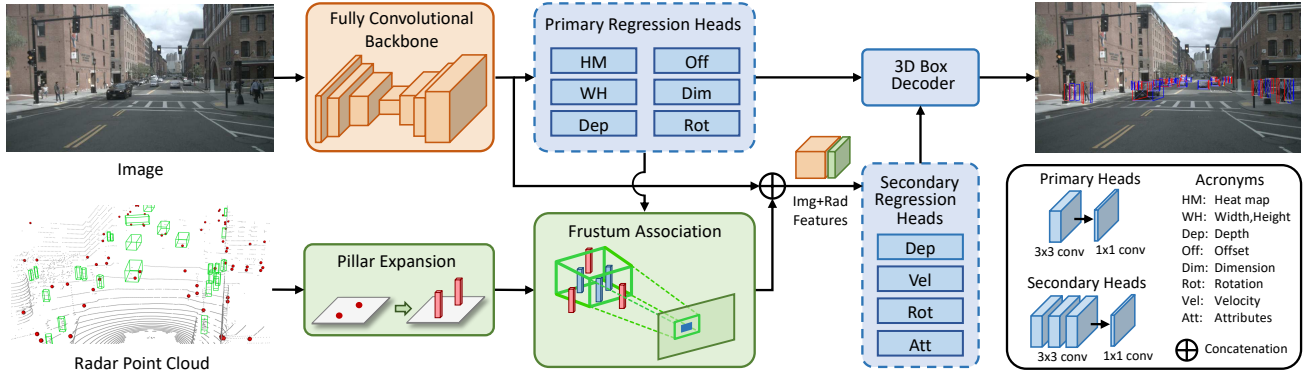 Image
Radar Point Cloud
Fully Convolutional
Backbone
Pillar Expansion
Primary Regression Heads
HM
Off
WH
Dim
Dep
Rot
Frustum Association
Img+Rad
Features
3D Box
Decoder
Secondary
Regression
Heads
Dep
Vel
Rot
Att
Primary Heads
3x3 conv
1x1 conv
Secondary Heads
3x3 conv
1x1 conv
Acronyms
HM: Heat map
WH: Width,Height
Dep: Depth
Off: Offset
Dim: Dimension
Rot: Rotation
Vel: Velocity
Att: Attributes
Concatenation